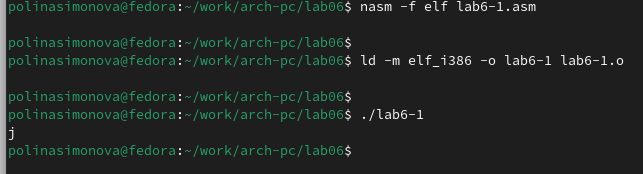 polinasimonova@fedora:~/work/arch-pc/lab06$ nasm -f elf lab6-1.asm
polinasimonova@fedora:~/work/arch-pc/lab06$
polinasimonova@fedora:~/work/arch-pc/lab06$ ld -m elf_i386 -o lab6-1 lab6-1.o
polinasimonova@fedora:~/work/arch-pc/lab06$
polinasimonova@fedora:~/work/arch-pc/lab06$ ./lab6-1
j
polinasimonova@fedora:~/work/arch-pc/lab06$